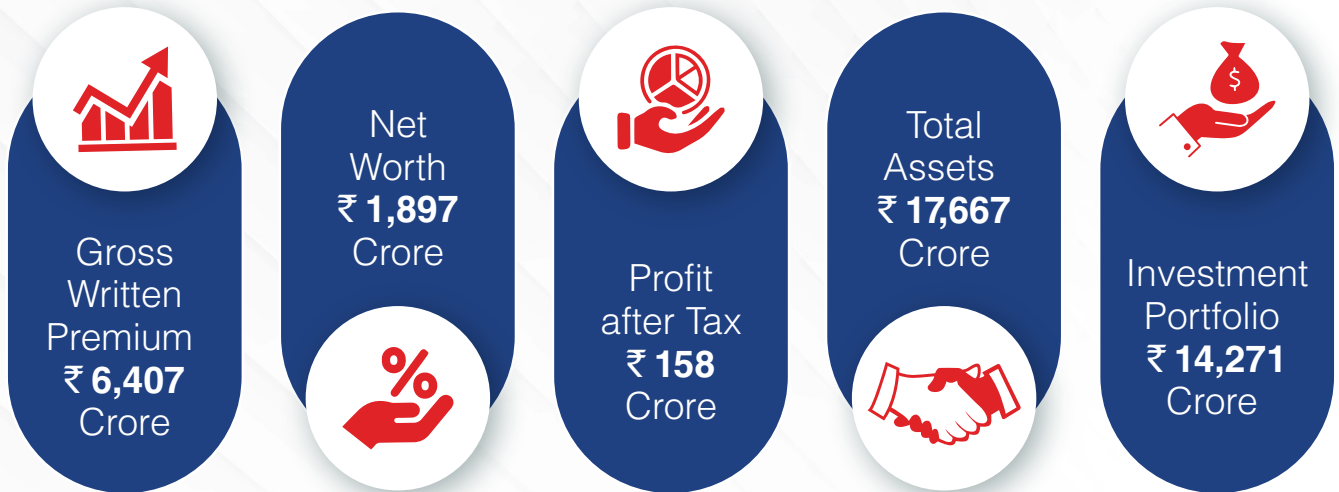 Gross
Written
Premium
₹ 6,407
Crore
Net
Worth
₹ 1,897
Crore
Profit
after Tax
₹ 158
Crore
Total
Assets
₹ 17,667
Crore
Investment
Portfolio
₹ 14,271
Crore
$
%